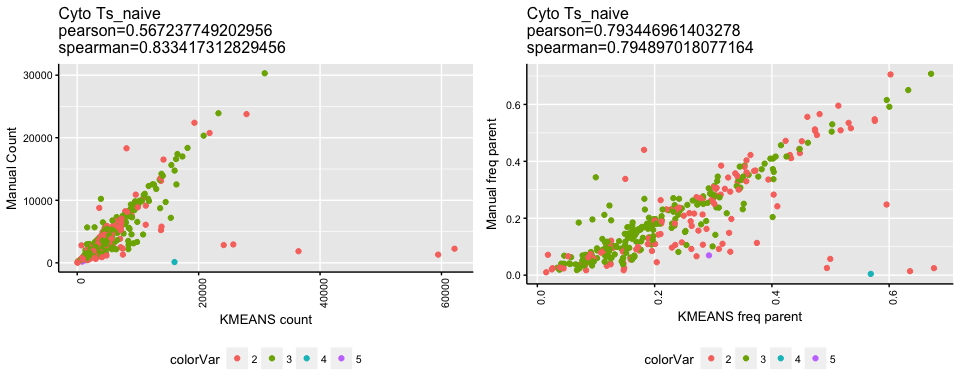 Cyto Ts_naive
pearson=0.567237749202956
spearman=0.833417312829456
30000
20000
10000
0
Manual Count
0
20000
40000
60000
KMEANS count
colorVar 2 3 4 5
Cyto Ts_naive
pearson=0.793446961403278
spearman=0.794897018077164
0.6
0.4
0.2
0.0
Manual freq parent
0.0
0.2
0.4
0.6
KMEANS freq parent
colorVar 2 3 4 5